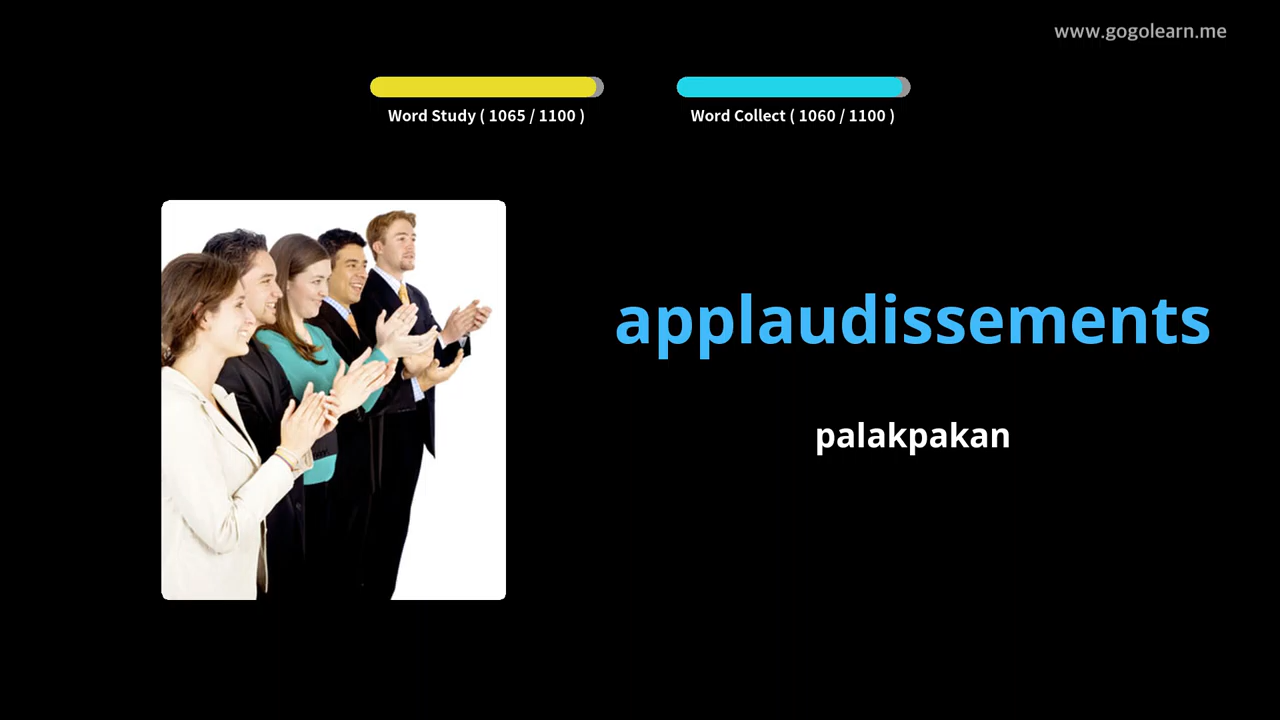 www.gogolearn.me
Word Study ( 1065 / 1100 )
Word Collect ( 1060 / 1100 )
applaudissements
palakpakan